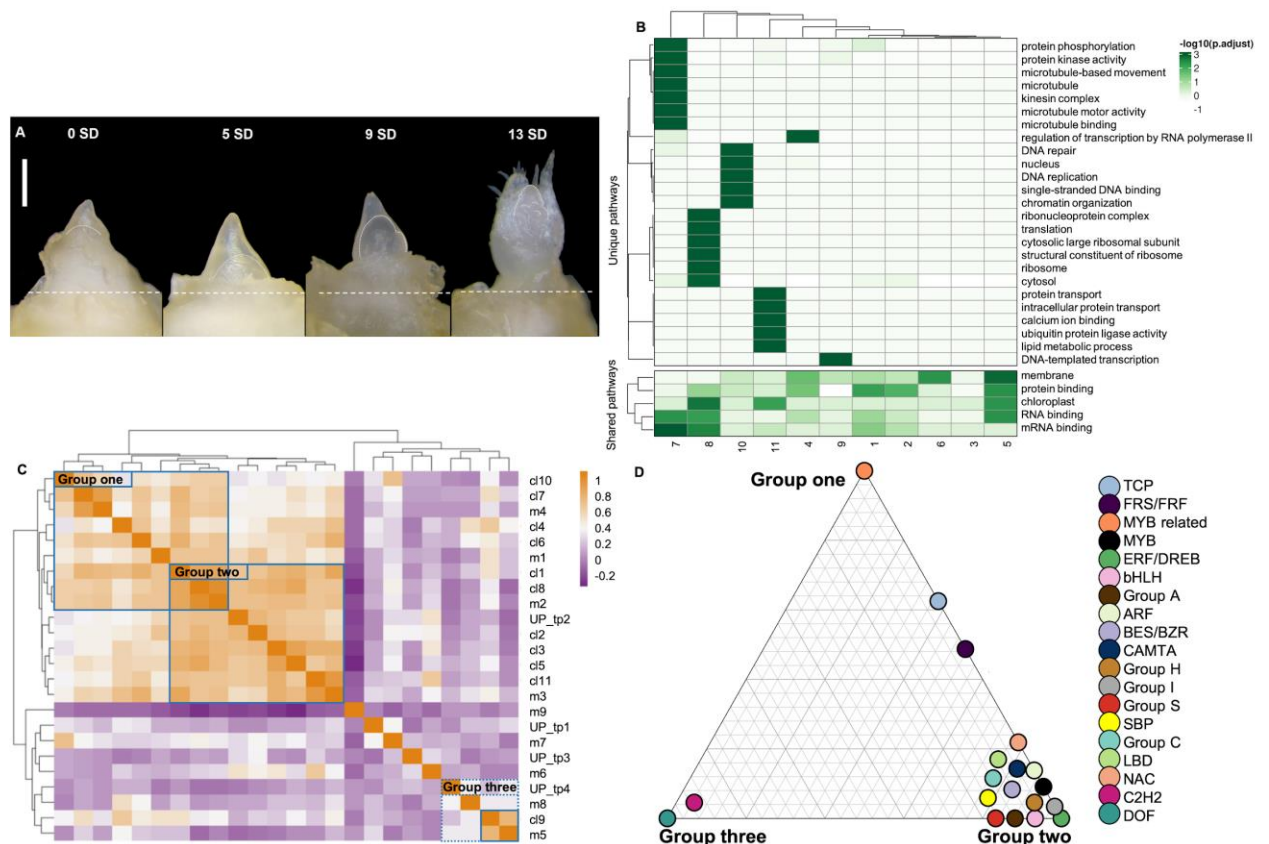 A
0 SD
5 SD
9 SD
13 SD
B
protein phosphorylation
protein kinase activity
microtubule-based movement
microtubule
kinesin complex
microtubule motor activity
microtubule binding
regulation of transcription by RNA polymerase II
DNA repair
nucleus
DNA replication
single-stranded DNA binding
chromatin organization
ribonucleoprotein complex
translation
cytosolic large ribosomal subunit
structural constituent of ribosome
ribosome
cytosol
protein transport
intracellular protein transport
calcium ion binding
ubiquitin protein ligase activity
lipid metabolic process
DNA-templated transcription
membrane
protein binding
chloroplast
RNA binding
mRNA binding
Unique pathways
Shared pathways
7 8 10 11 4 9 1 2 6 3 5
-log10(p.adjust)
3
2
1
0
-1
C
Group one
Group two
Group three
cl10
cl7
m4
cl4
cl6
m1
cl1
cl8
m2
UP_tp2
cl2
cl3
cl5
cl11
m3
m9
UP_tp1
m7
UP_tp3
m6
UP_tp4
m8
cl9
m5
1
0.8
0.6
0.4
0.2
0
-0.2
D
Group one
Group three
Group two
TCP
FRS/FRF
MYB related
MYB
ERF/DREB
bHLH
Group A
ARF
BES/BZR
CAMTA
Group H
Group I
Group S
SBP
Group C
LBD
NAC
C2H2
DOF